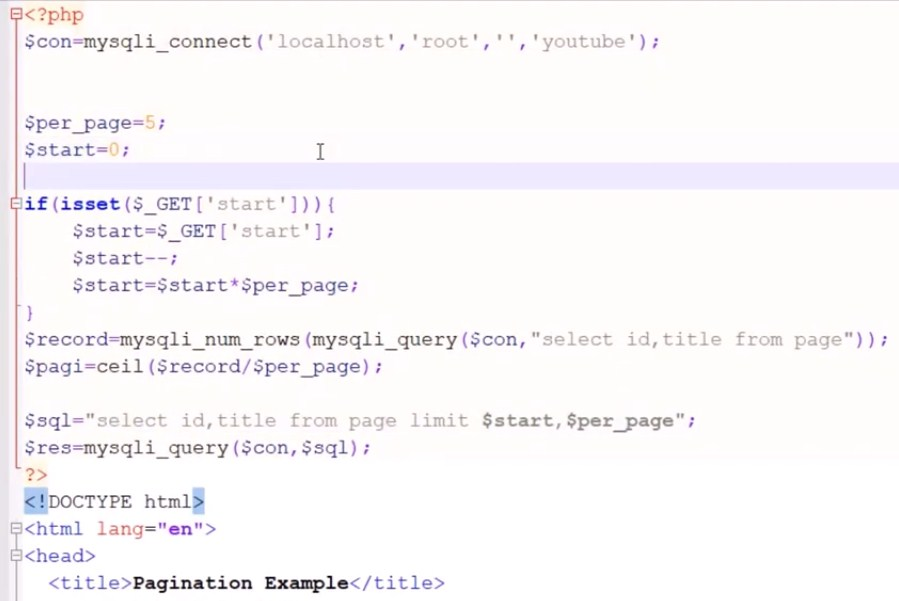 <?php
$con=mysqli_connect('localhost','root','','youtube');
$per_page=5;
$start=0;
if(isset($_GET['start'])){
$start=$_GET['start'];
$start--;
$start=$start*$per_page;
}
$record=mysqli_num_rows(mysqli_query($con,"select id,title from page"));
$pagi=ceil($record/$per_page);
$sql="select id,title from page limit $start,$per_page";
$res=mysqli_query($con,$sql);
?>
<!DOCTYPE html>
<html lang="en">
<head>
<title>Pagination Example</title>